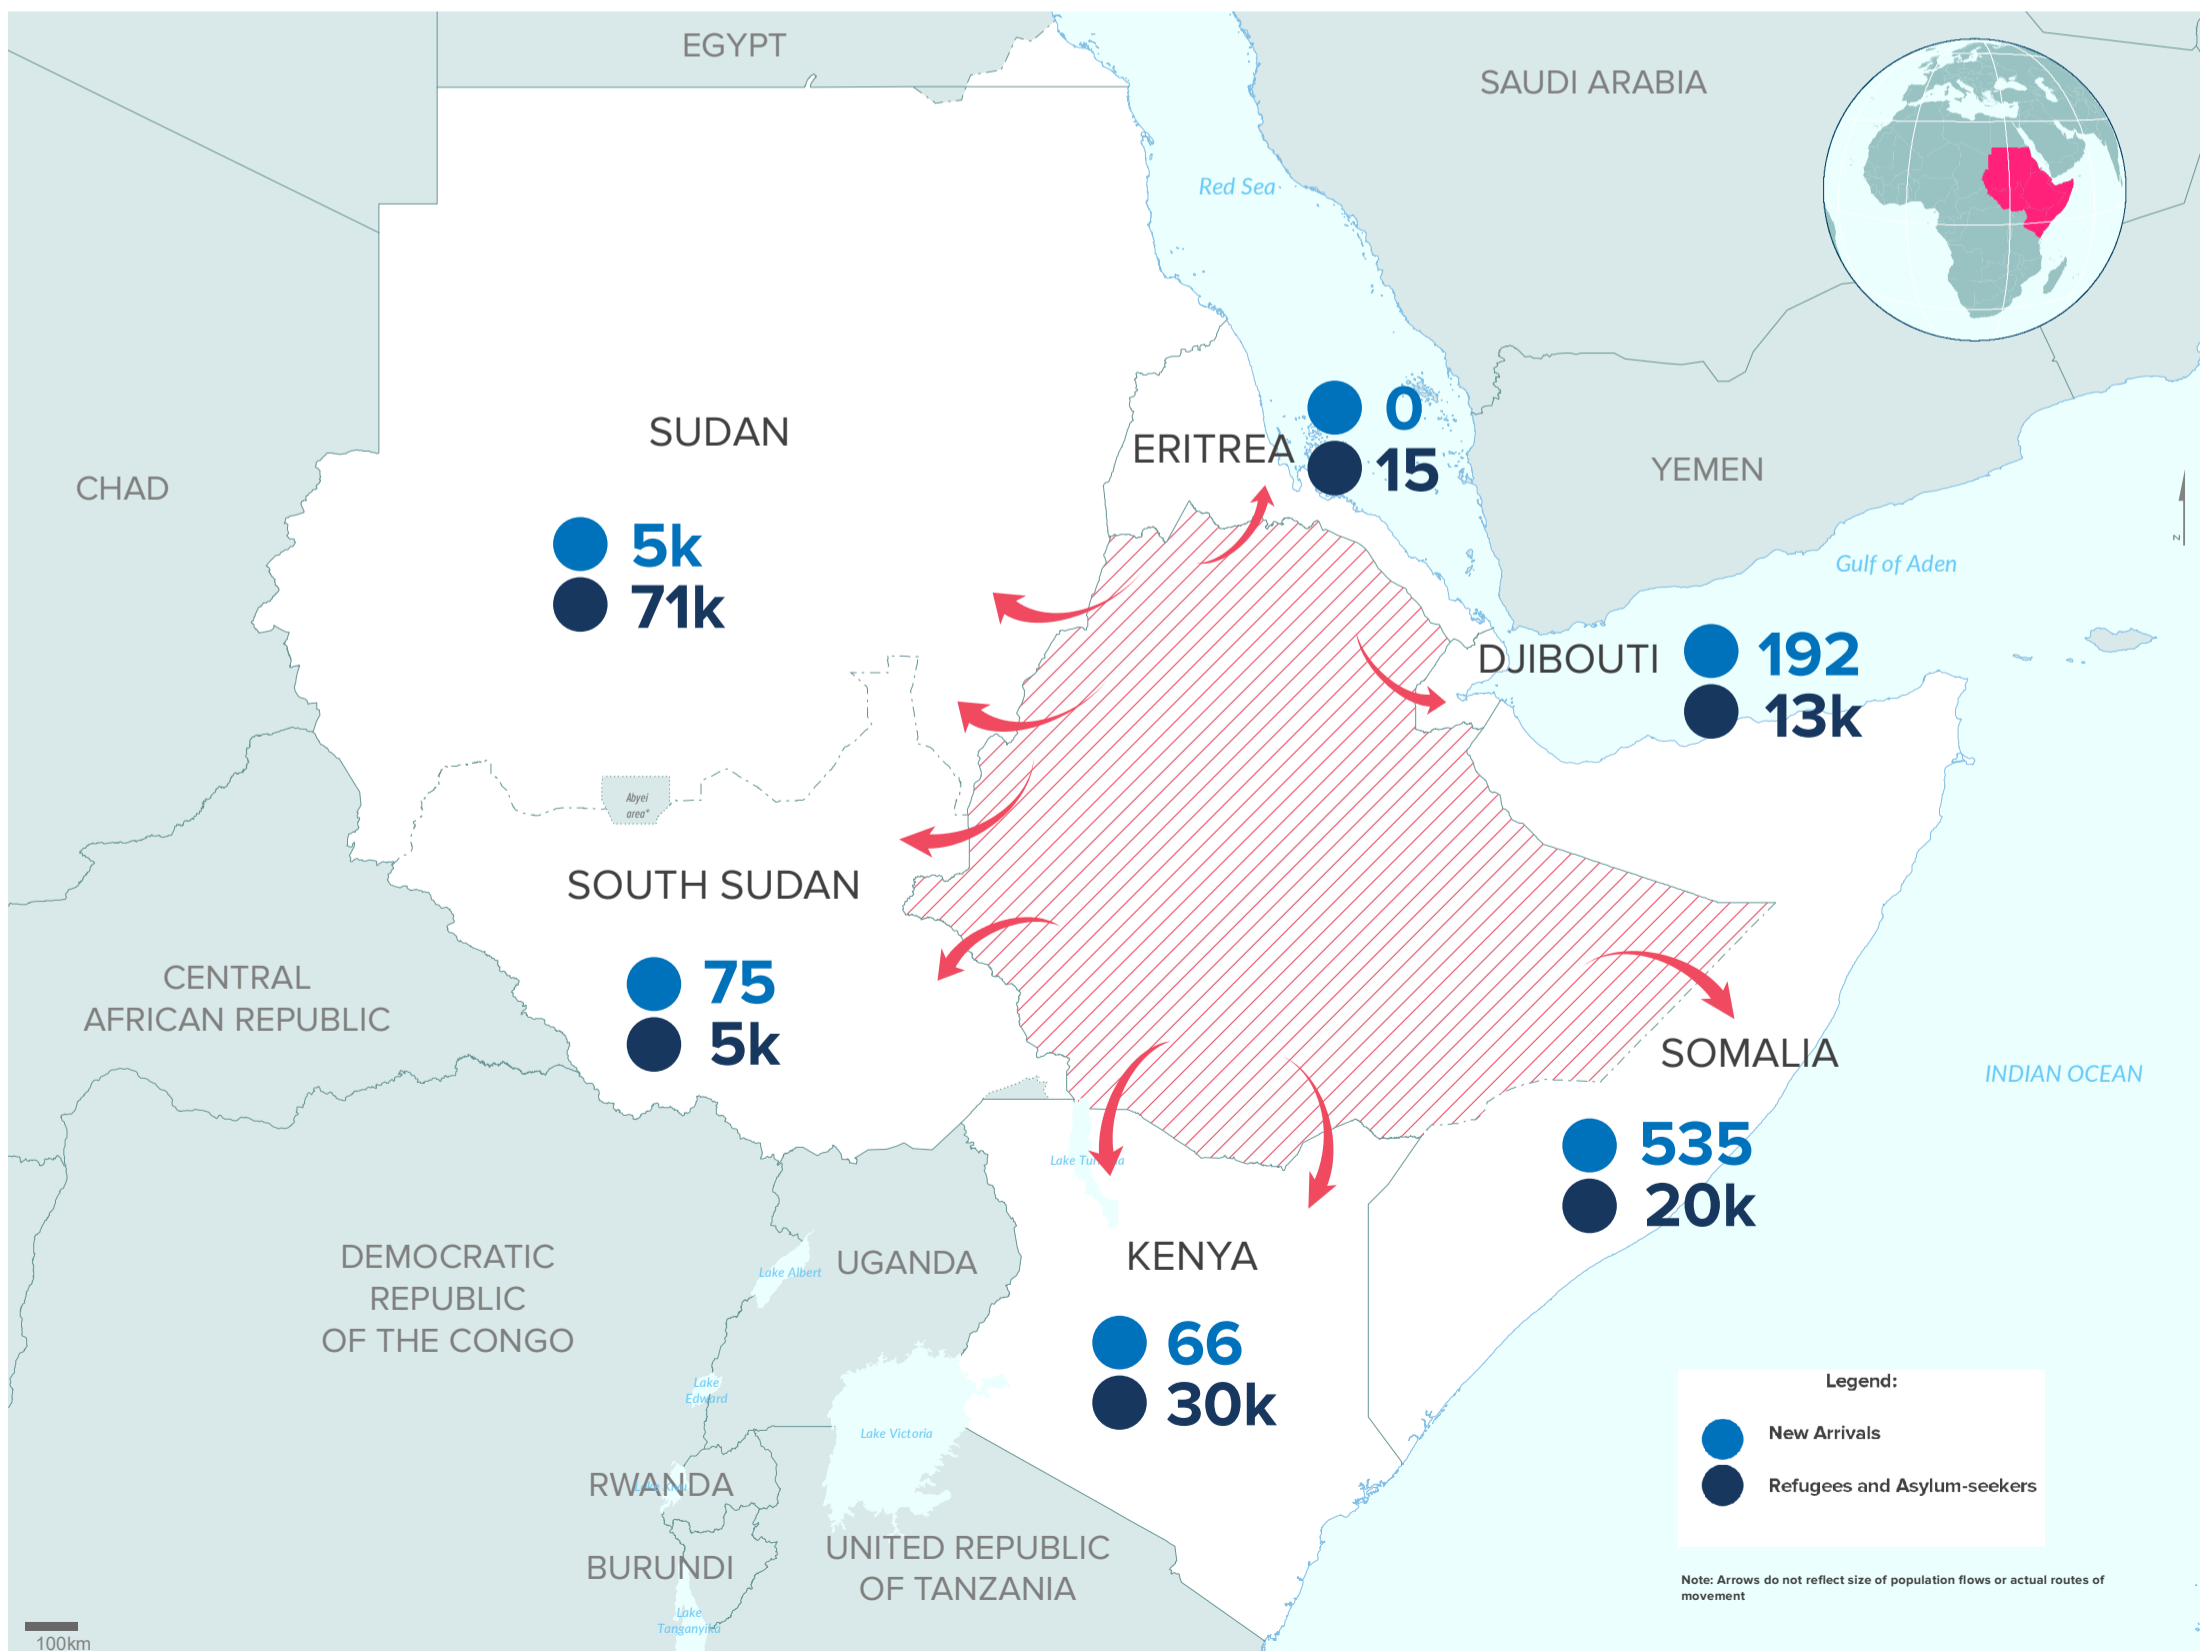 EGYPT
SAUDI ARABIA
Red Sea
SUDAN
ERITREA
0
15
CHAD
YEMEN
5k
71k
Gulf of Aden
N
DJIBOUTI
192
13k
Abyei
area*
SOUTH SUDAN
75
5k
CENTRAL
AFRICAN REPUBLIC
SOMALIA
535
20k
INDIAN OCEAN
Lake
DEMOCRATIC
REPUBLIC
OF THE CONGO
Lake Albert
UGANDA
KENYA
66
30k
Lake
Edward
Lake Victoria
RWANDA
BURUNDI
UNITED REPUBLIC
OF TANZANIA
Lake
Tanganyika
Legend:
New Arrivals
Refugees and Asylum-seekers
Note: Arrows do not reflect size of population flows or actual routes of
movement
100km